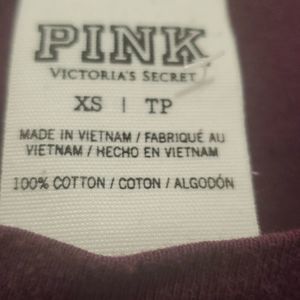 PINK
VICTORIA'S SECRET
XS | TP
MADE IN VIETNAM / FABRIQUÉ AU
VIETNAM / HECHO EN VIETNAM
100% COTTON / COTON / ALGODÓN